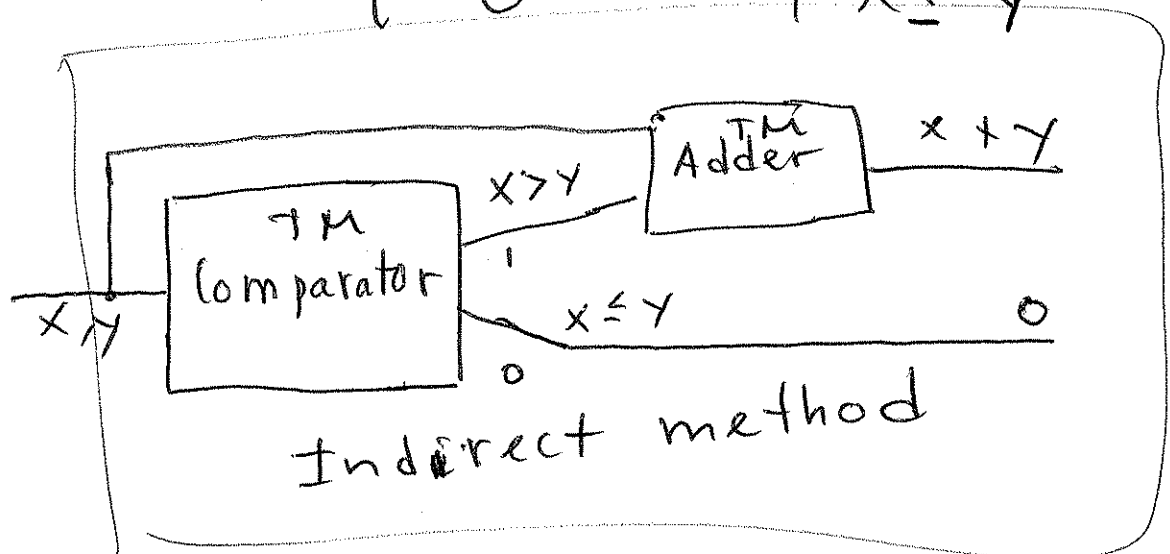 x ≤ y
TM
Adder
x + y
x > y
1
TM
Comparator
x, y
x ≤ y
0
0
Indirect method